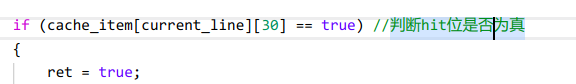 if (cache_item[current_line][30] == true) //判断hit位是否为真
{
ret = true;